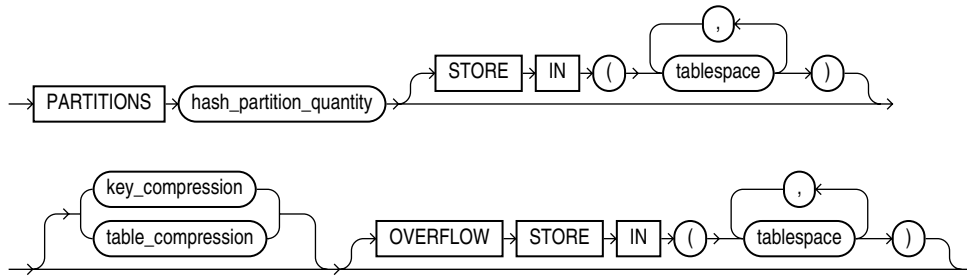 ,
STORE IN ( tablespace )
PARTITIONS hash_partition_quantity
key_compression
,
table_compression
OVERFLOW STORE IN ( tablespace )